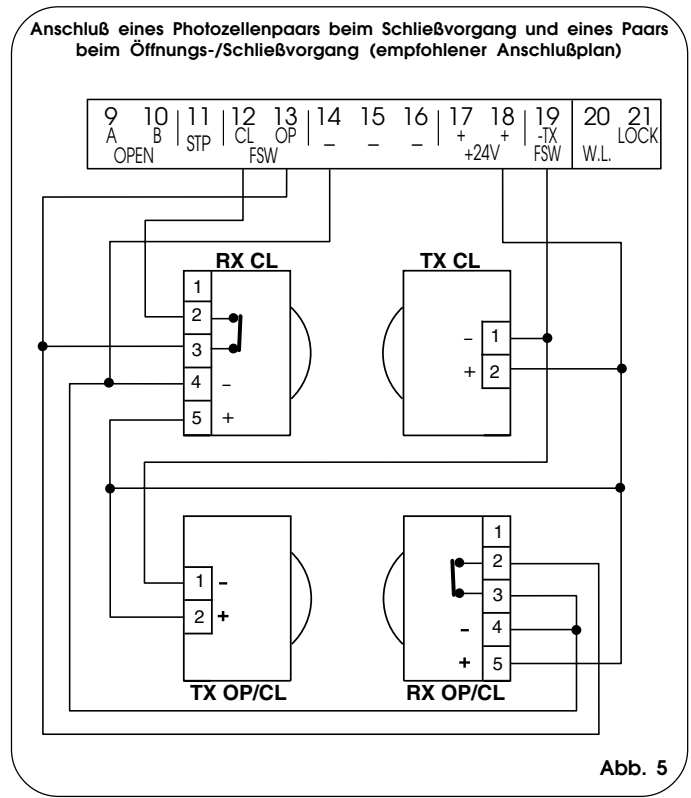 Anschluß eines Photozellenpaars beim Schließvorgang und eines Paars
beim Öffnungs-/Schließvorgang (empfohlener Anschlußplan)
9 10 11 12 13 14 15 16 17 18 19 20 21
A B STP CL OP – – – + + -TX LOCK
OPEN FSW +24V FSW W.L.
RX CL
1
2
3
4 –
5 +
TX CL
– 1
+ 2
1 -
2 +
TX OP/CL
1
2
3
- 4
+ 5
RX OP/CL
Abb. 5